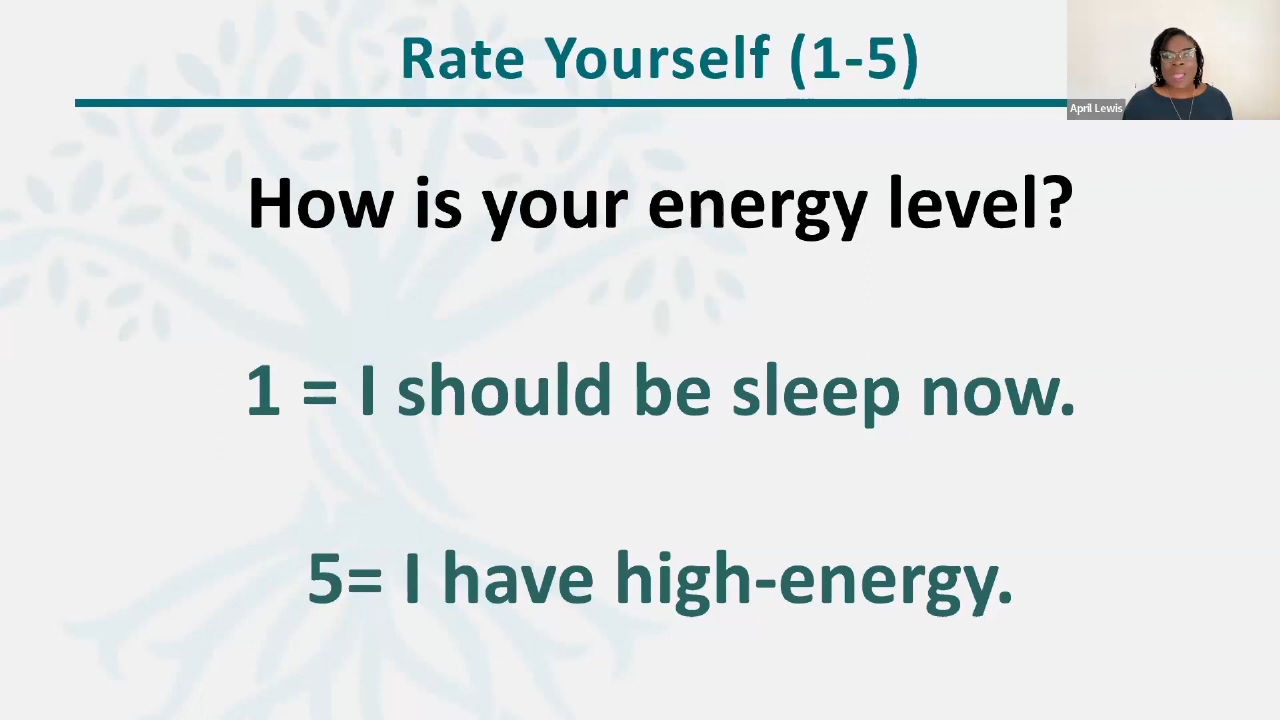 Rate Yourself (1-5)
April Lewis
How is your energy level?
1 = I should be sleep now.
5= I have high-energy.